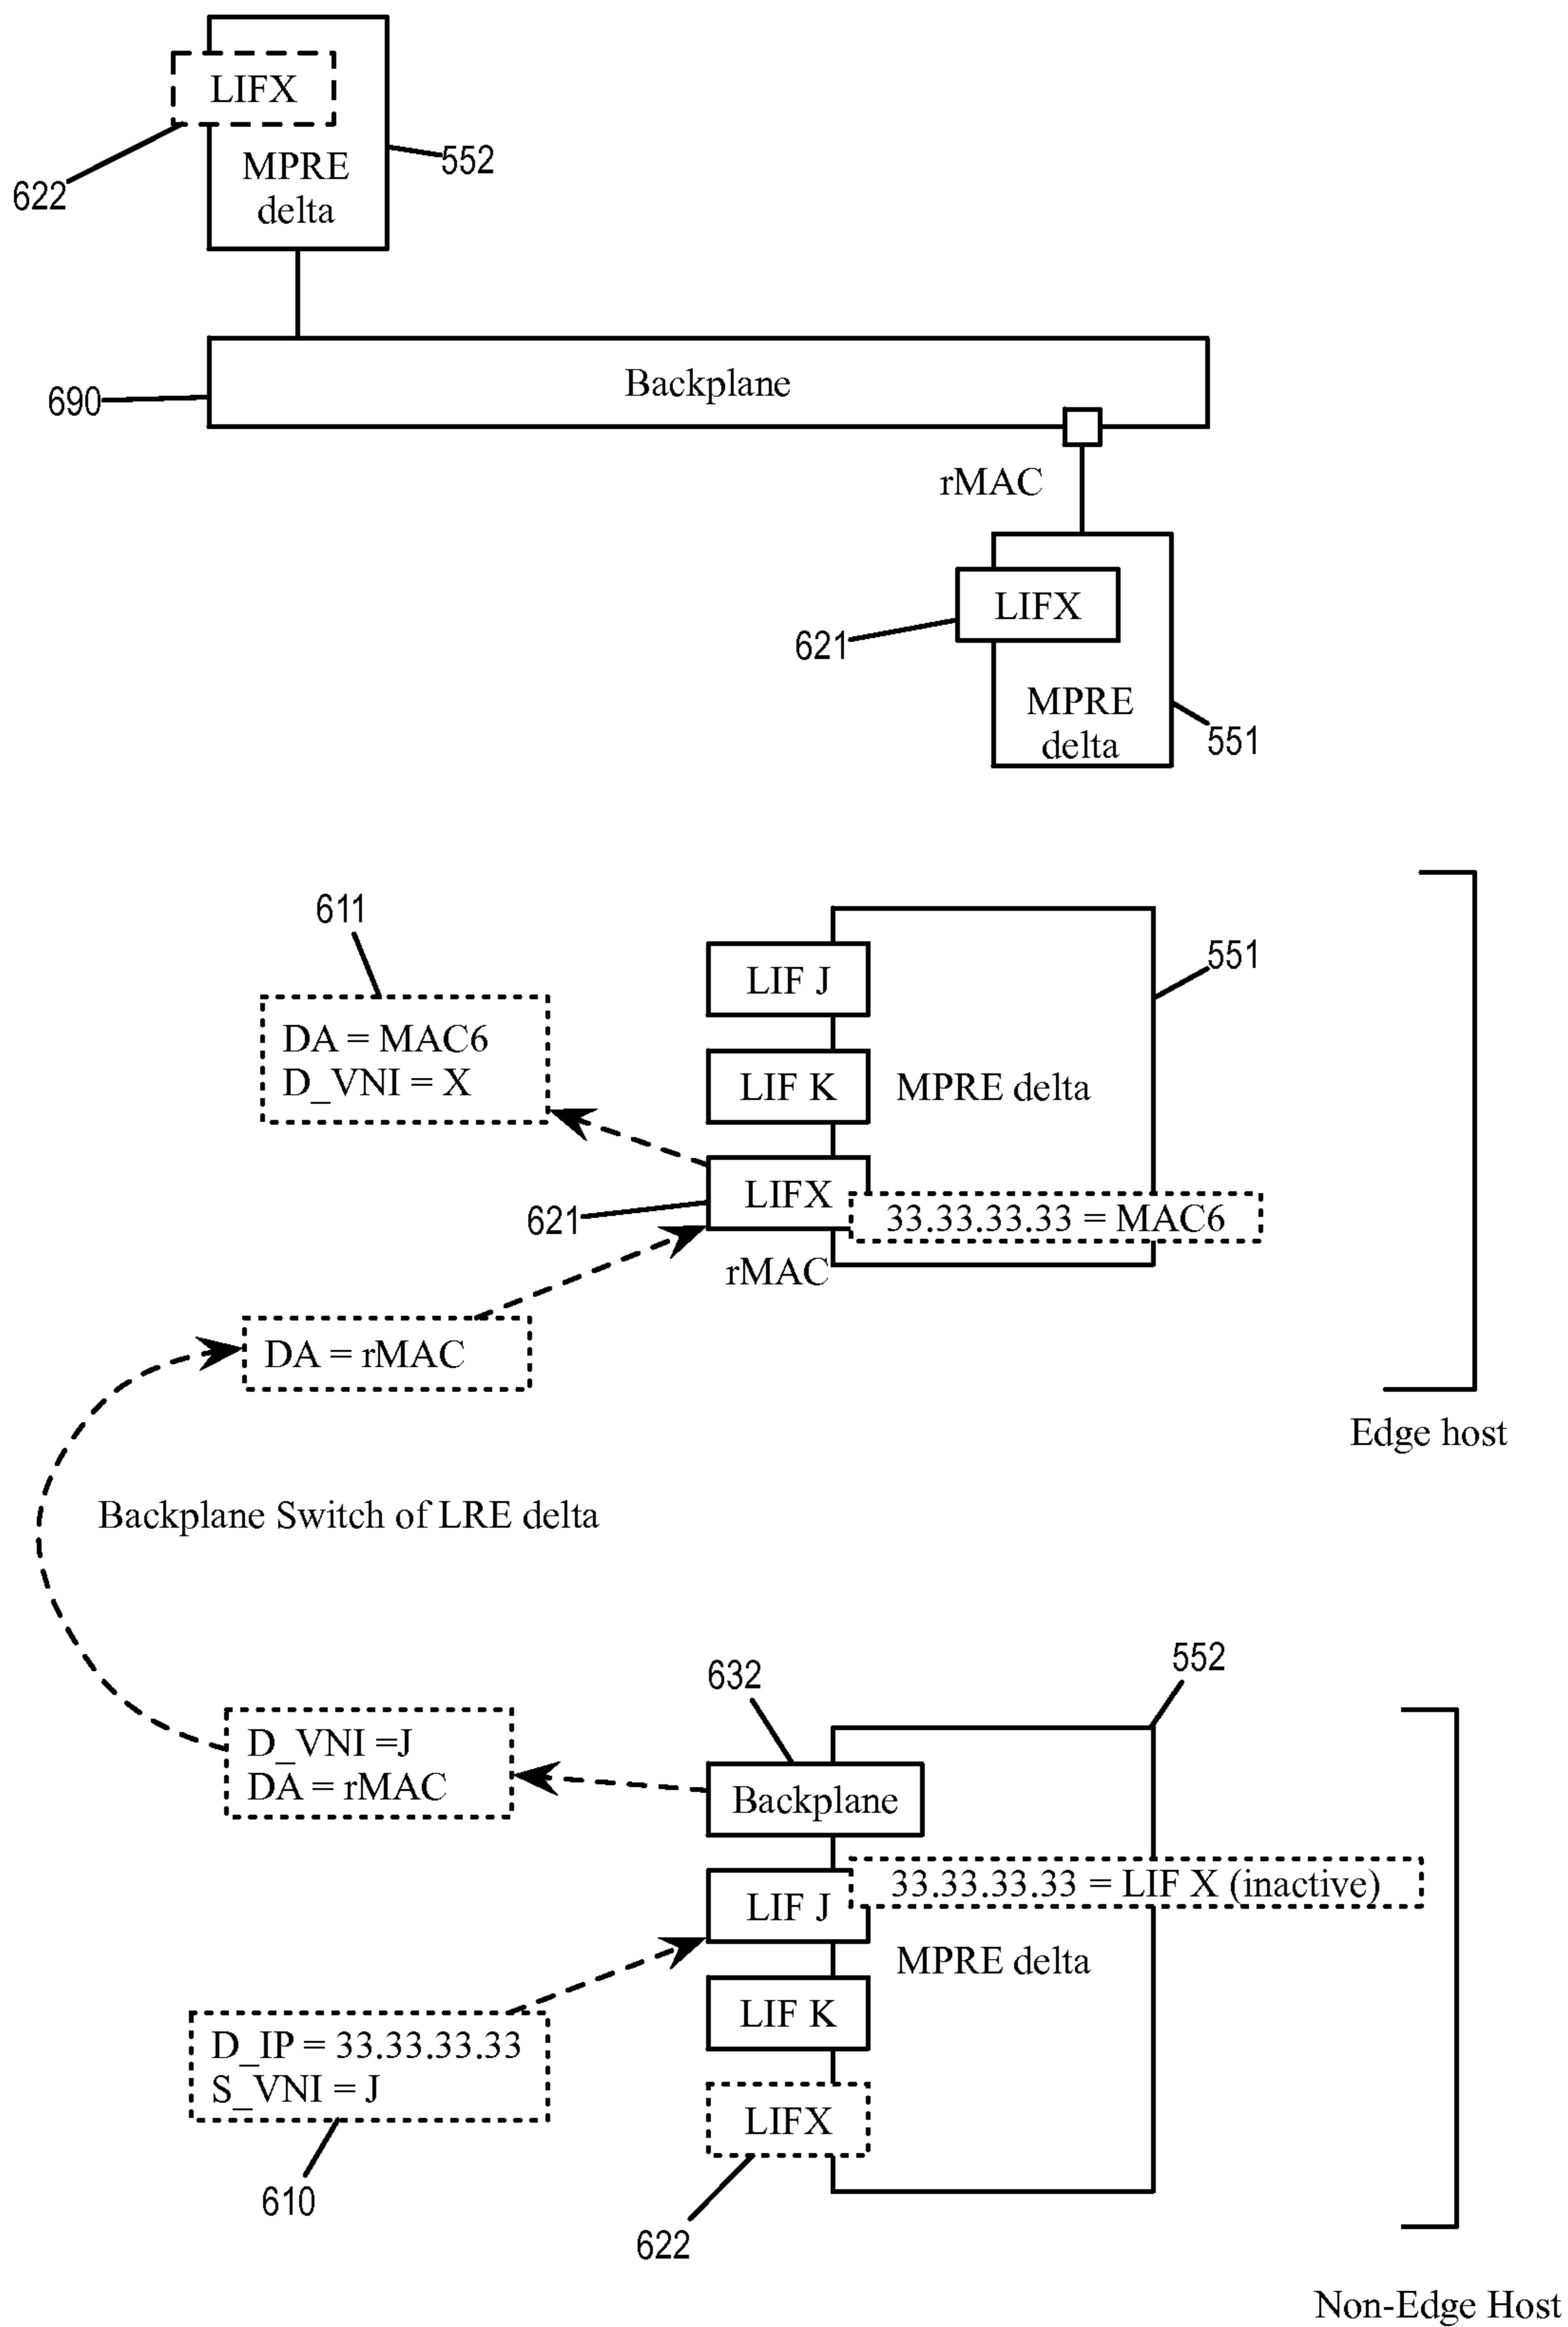 LIFX
MPRE
delta
552
622
Backplane
690
rMAC
LIFX
621
MPRE
delta
551
611
LIF J
551
DA = MAC6
D_VNI = X
LIF K
MPRE delta
LIFX
33.33.33.33 = MAC6
621
rMAC
DA = rMAC
Edge host
Backplane Switch of LRE delta
632
552
D_VNI =J
DA = rMAC
Backplane
33.33.33.33 = LIF X (inactive)
LIF J
MPRE delta
LIF K
D_IP = 33.33.33.33
S_VNI = J
LIFX
610
622
Non-Edge Host